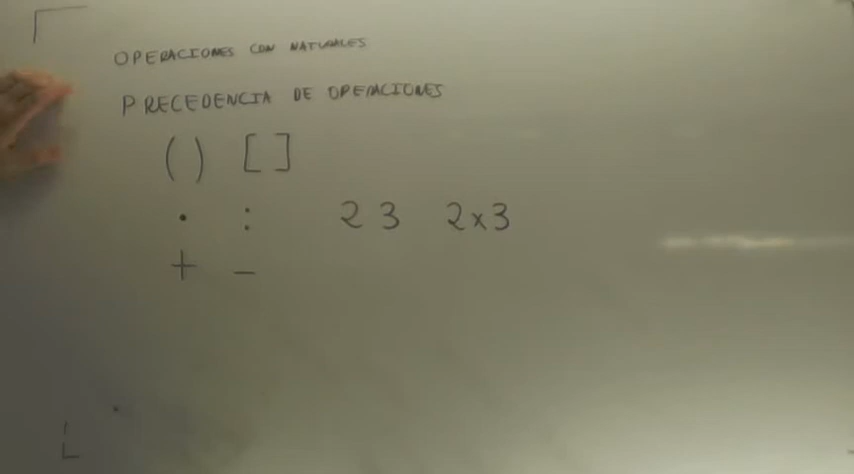 OPERACIONES CON NATURALES
PRECEDENCIA DE OPERACIONES
( ) [ ]
· : 2 3 2x3
+ −